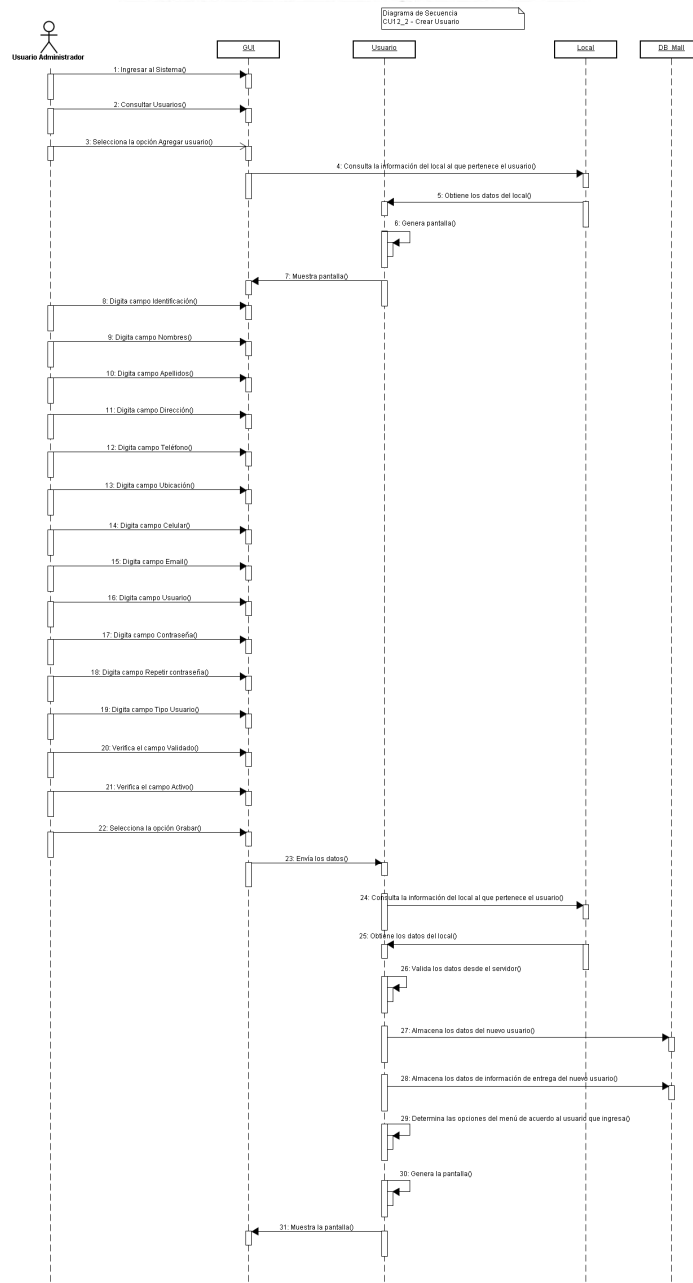 Diagrama de Secuencia
CU12_2 - Crear Usuario
Usuario Administrador
GUI
Usuario
Local
DB_Mall
1: Ingresar al Sistema()
2: Consultar Usuarios()
3: Selecciona la opción Agregar usuario()
4: Consulta la información del local al que pertenece el usuario()
5: Obtiene los datos del local()
6: Genera pantalla()
7: Muestra pantalla()
8: Digita campo Identificación()
9: Digita campo Nombres()
10: Digita campo Apellidos()
11: Digita campo Dirección()
12: Digita campo Teléfono()
13: Digita campo Ubicación()
14: Digita campo Celular()
15: Digita campo Email()
16: Digita campo Usuario()
17: Digita campo Contraseña()
18: Digita campo Repetir contraseña()
19: Digita campo Tipo Usuario()
20: Verifica el campo Validado()
21: Verifica el campo Activo()
22: Selecciona la opción Grabar()
23: Envía los datos()
24: Consulta la información del local al que pertenece el usuario()
25: Obtiene los datos del local()
26: Valida los datos desde el servidor()
27: Almacena los datos del nuevo usuario()
28: Almacena los datos de información de entrega del nuevo usuario()
29: Determina las opciones del menú de acuerdo al usuario que ingresa()
30: Genera la pantalla()
31: Muestra la pantalla()